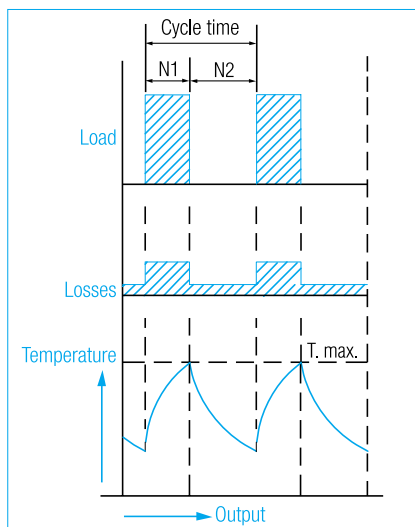 Cycle time
N1 N2
Load
Losses
Temperature
T. max.
Output